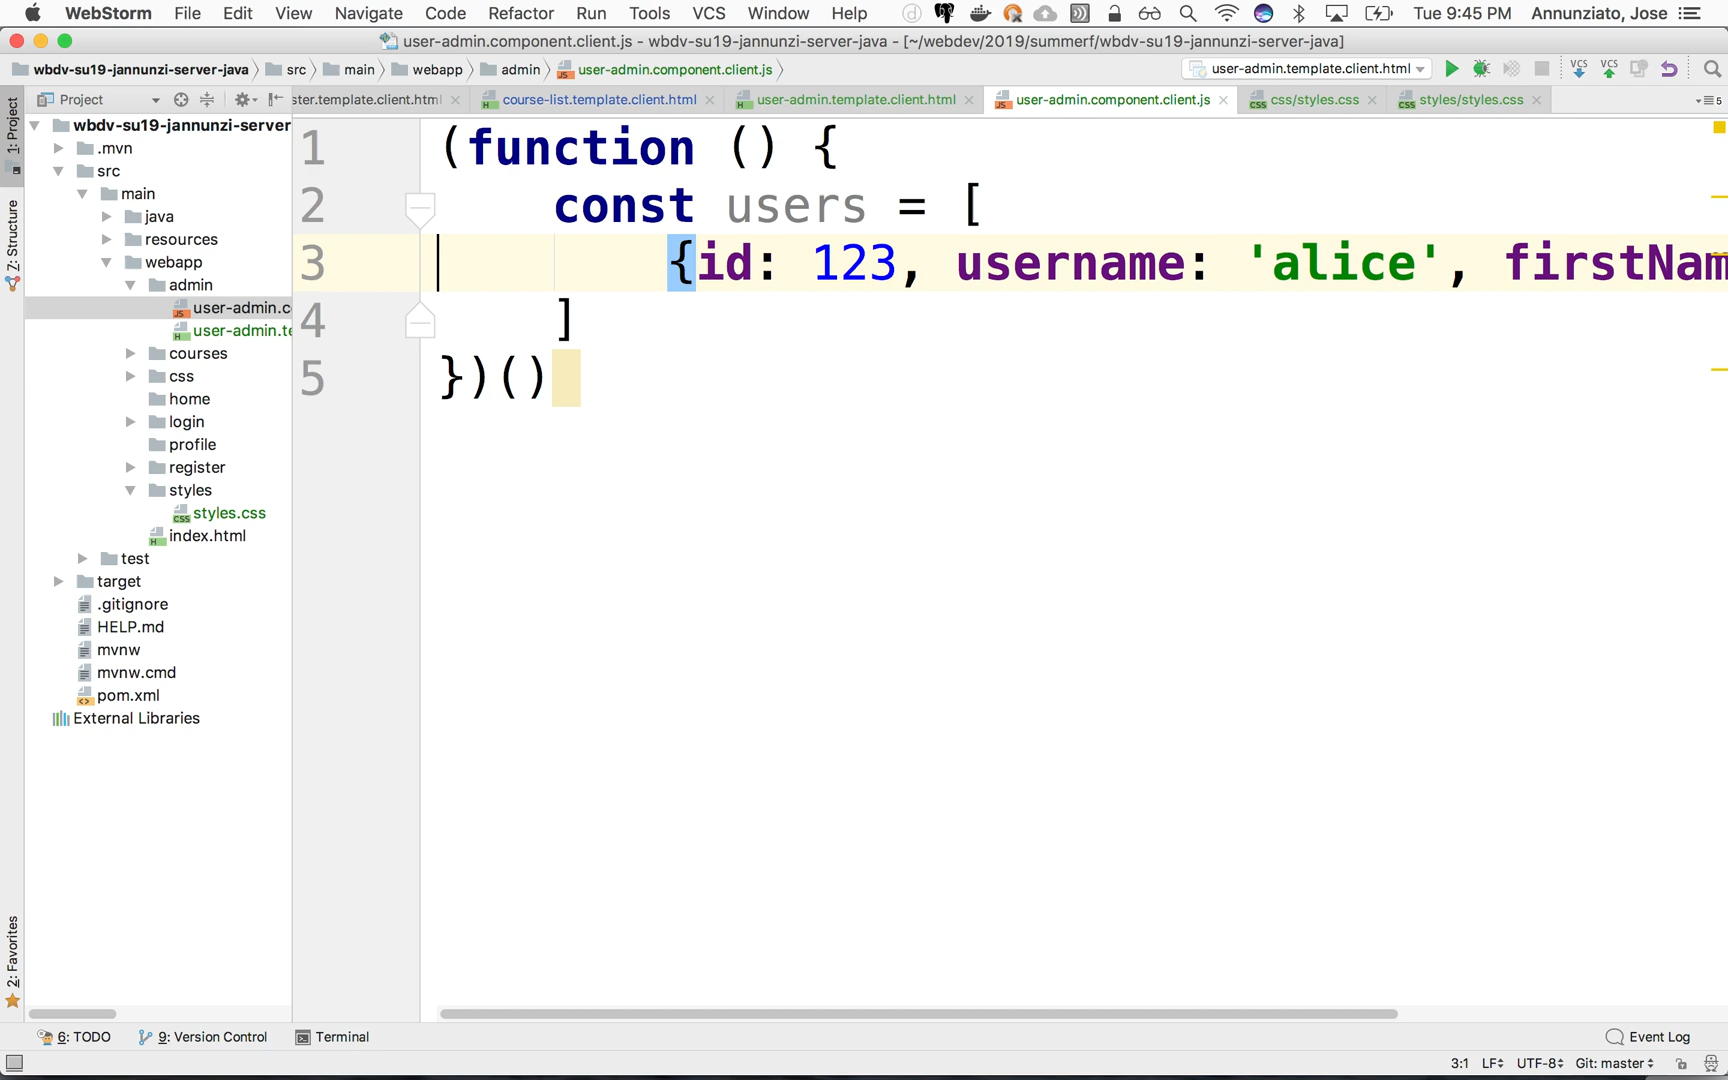 WebStorm File Edit View Navigate Code Refactor Run Tools VCS Window Help Tue 9:45 PM Annunziato, Jose
user-admin.component.client.js - wbdv-su19-jannunzi-server-java - [~/webdev/2019/summerf/wbdv-su19-jannunzi-server-java]
wbdv-su19-jannunzi-server-java src main webapp admin user-admin.component.client.js user-admin.template.client.html VCS VCS
Project ster.template.client.html course-list.template.client.html user-admin.template.client.html user-admin.component.client.js css/styles.css styles/styles.css 5
1: Project
7: Structure
2: Favorites
wbdv-su19-jannunzi-server
.mvn
src
main
java
resources
webapp
admin
user-admin.c
user-admin.te
courses
css
home
login
profile
register
styles
styles.css
index.html
test
target
.gitignore
HELP.md
mvnw
mvnw.cmd
pom.xml
External Libraries
1 (function () {
2 const users = [
3 {id: 123, username: 'alice', firstNam
4 ]
5 })()
6: TODO 9: Version Control Terminal Event Log
3:1 LF UTF-8 Git: master